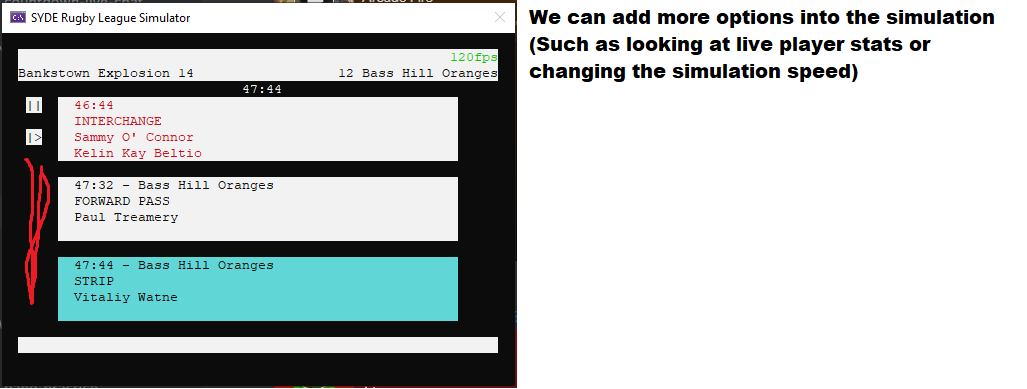 SYDE Rugby League Simulator
We can add more options into the simulation
(Such as looking at live player stats or
changing the simulation speed)
120fps
Bankstown Explosion 14 12 Bass Hill Oranges
47:44
|| 46:44
INTERCHANGE
|> Sammy O' Connor
Kelin Kay Beltio
47:32 - Bass Hill Oranges
FORWARD PASS
Paul Treamery
47:44 - Bass Hill Oranges
STRIP
Vitaliy Watne